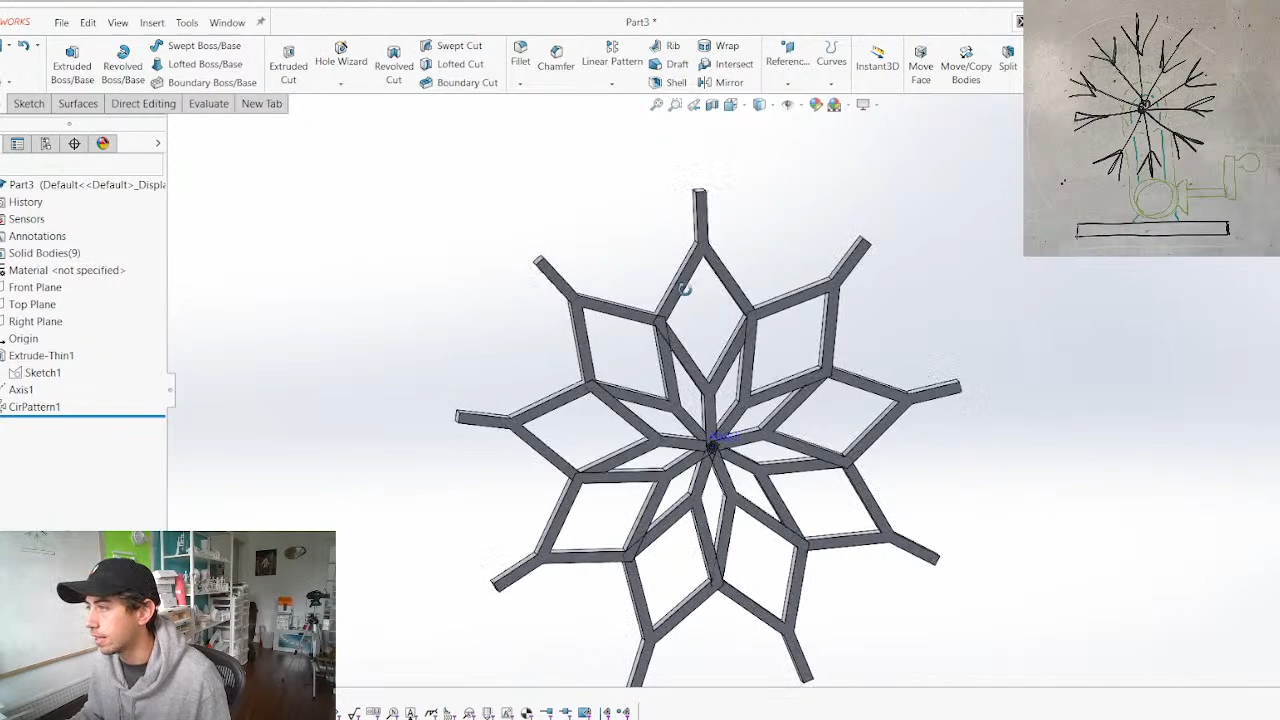 WORKS File Edit View Insert Tools Window Part3 *
Extruded Boss/Base
Revolved Boss/Base
Swept Boss/Base
Lofted Boss/Base
Boundary Boss/Base
Extruded Cut
Hole Wizard
Revolved Cut
Swept Cut
Lofted Cut
Boundary Cut
Fillet
Chamfer
Linear Pattern
Rib
Draft
Shell
Wrap
Intersect
Mirror
Referenc...
Curves
Instant3D
Move Face
Move/Copy Bodies
Split
Sketch Surfaces Direct Editing Evaluate New Tab
Part3 (Default<<Default>_Displa
History
Sensors
Annotations
Solid Bodies(9)
Material <not specified>
Front Plane
Top Plane
Right Plane
Origin
Extrude-Thin1
Sketch1
Axis1
CirPattern1